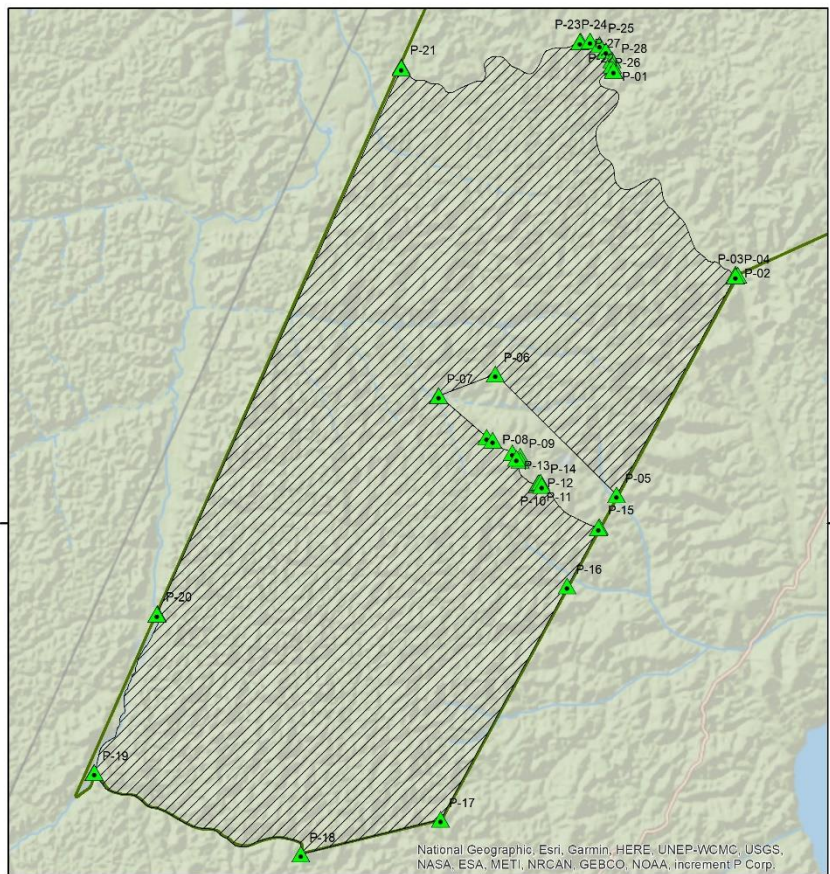 P-23 P-24 P-25
P-21
P-27 P-28
P-26
P-01
P-03 P-04
P-02
P-06
P-07
P-08 P-09
P-13 P-14
P-12
P-10 P-11
P-05
P-15
P-16
P-20
P-19
P-17
P-18
National Geographic, Esri, Garmin, HERE, UNEP-WCMC, USGS,
NASA, ESA, METI, NRCAN, GEBCO, NOAA, increment P Corp.